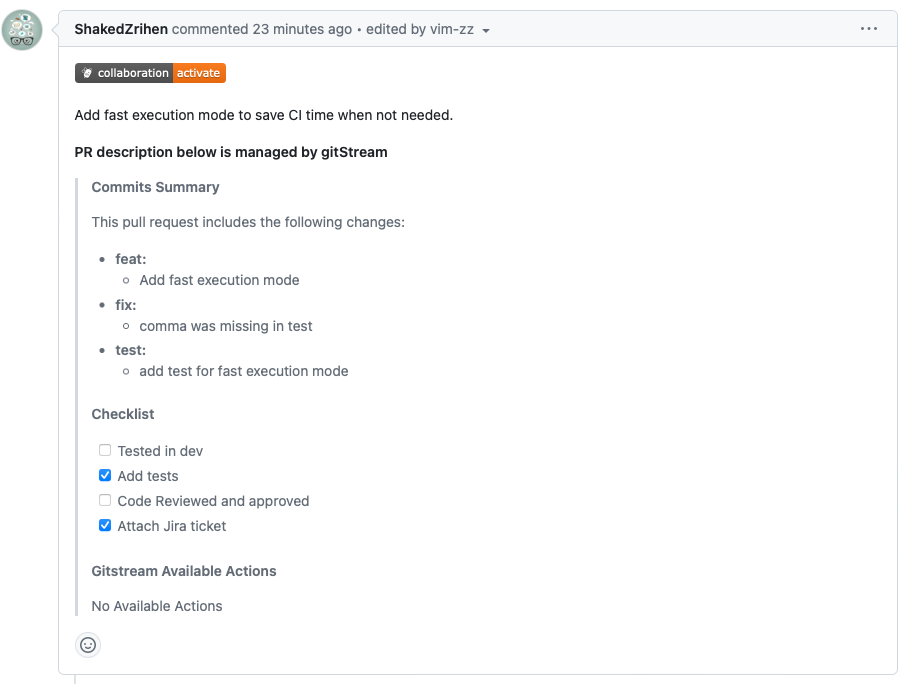 ShakedZrihen commented 23 minutes ago • edited by vim-zz
collaboration activate
Add fast execution mode to save CI time when not needed.
PR description below is managed by gitStream
Commits Summary
This pull request includes the following changes:
feat:
Add fast execution mode
fix:
comma was missing in test
test:
add test for fast execution mode
Checklist
Tested in dev
Add tests
Code Reviewed and approved
Attach Jira ticket
Gitstream Available Actions
No Available Actions